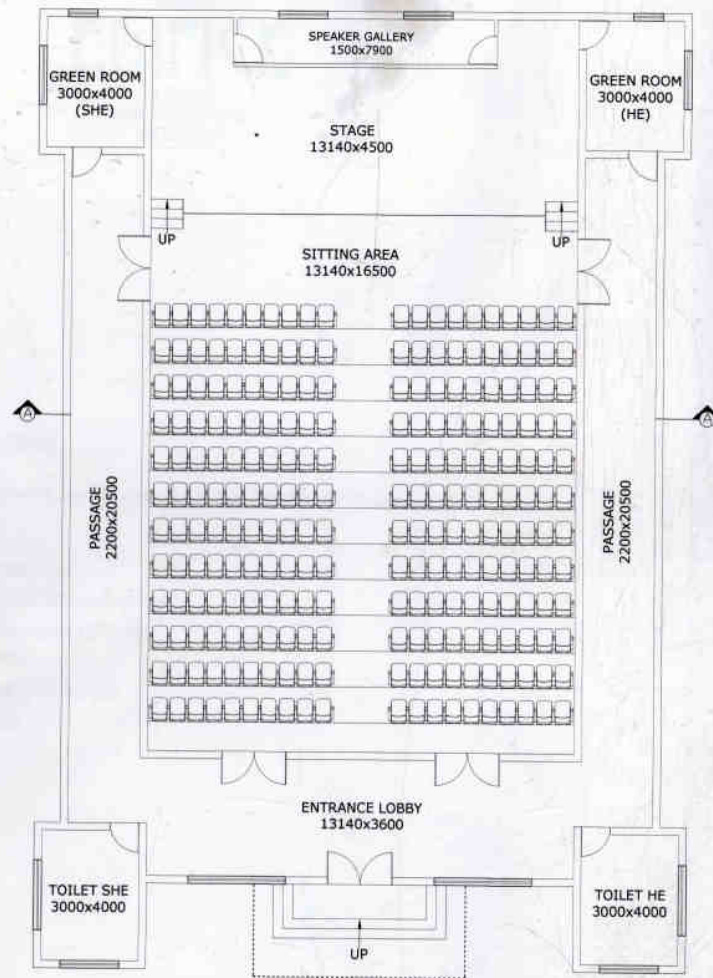 SPEAKER GALLERY
1500x7900
GREEN ROOM
3000x4000
(SHE)
GREEN ROOM
3000x4000
(HE)
STAGE
13140x4500
UP
UP
SITTING AREA
13140x16500
A
A
PASSAGE
2200x20500
PASSAGE
2200x20500
ENTRANCE LOBBY
13140x3600
TOILET SHE
3000x4000
TOILET HE
3000x4000
UP